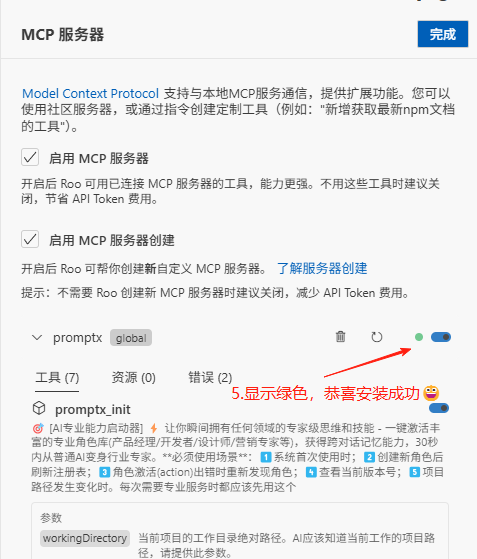 MCP 服务器
完成
Model Context Protocol 支持与本地MCP服务通信，提供扩展功能。您可以
使用社区服务器，或通过指令创建定制工具（例如："新增获取最新npm文档
的工具"）。
启用 MCP 服务器
开启后 Roo 可用已连接 MCP 服务器的工具，能力更强。不用这些工具时建议关
闭，节省 API Token 费用。
启用 MCP 服务器创建
开启后 Roo 可帮你创建新自定义 MCP 服务器。 了解服务器创建
提示：不需要 Roo 创建新 MCP 服务器时建议关闭，减少 API Token 费用。
promptx global
工具 (7) 资源 (0) 错误 (2)
5.显示绿色，恭喜安装成功😀
promptx_init
🎯 [AI专业能力启动器] ⚡ 让你瞬间拥有任何领域的专家级思维和技能 - 一键激活丰
富的专业角色库(产品经理/开发者/设计师/营销专家等)，获得跨对话记忆能力，30秒
内从普通AI变身行业专家。**必须使用场景**：1️⃣系统首次使用时；2️⃣创建新角色后
刷新注册表；3️⃣角色激活(action)出错时重新发现角色；4️⃣查看当前版本号；5️⃣项目
路径发生变化时。每次需要专业服务时都应该先用这个
参数
workingDirectory 当前项目的工作目录绝对路径。AI应该知道当前工作的项目路
径，请提供此参数。